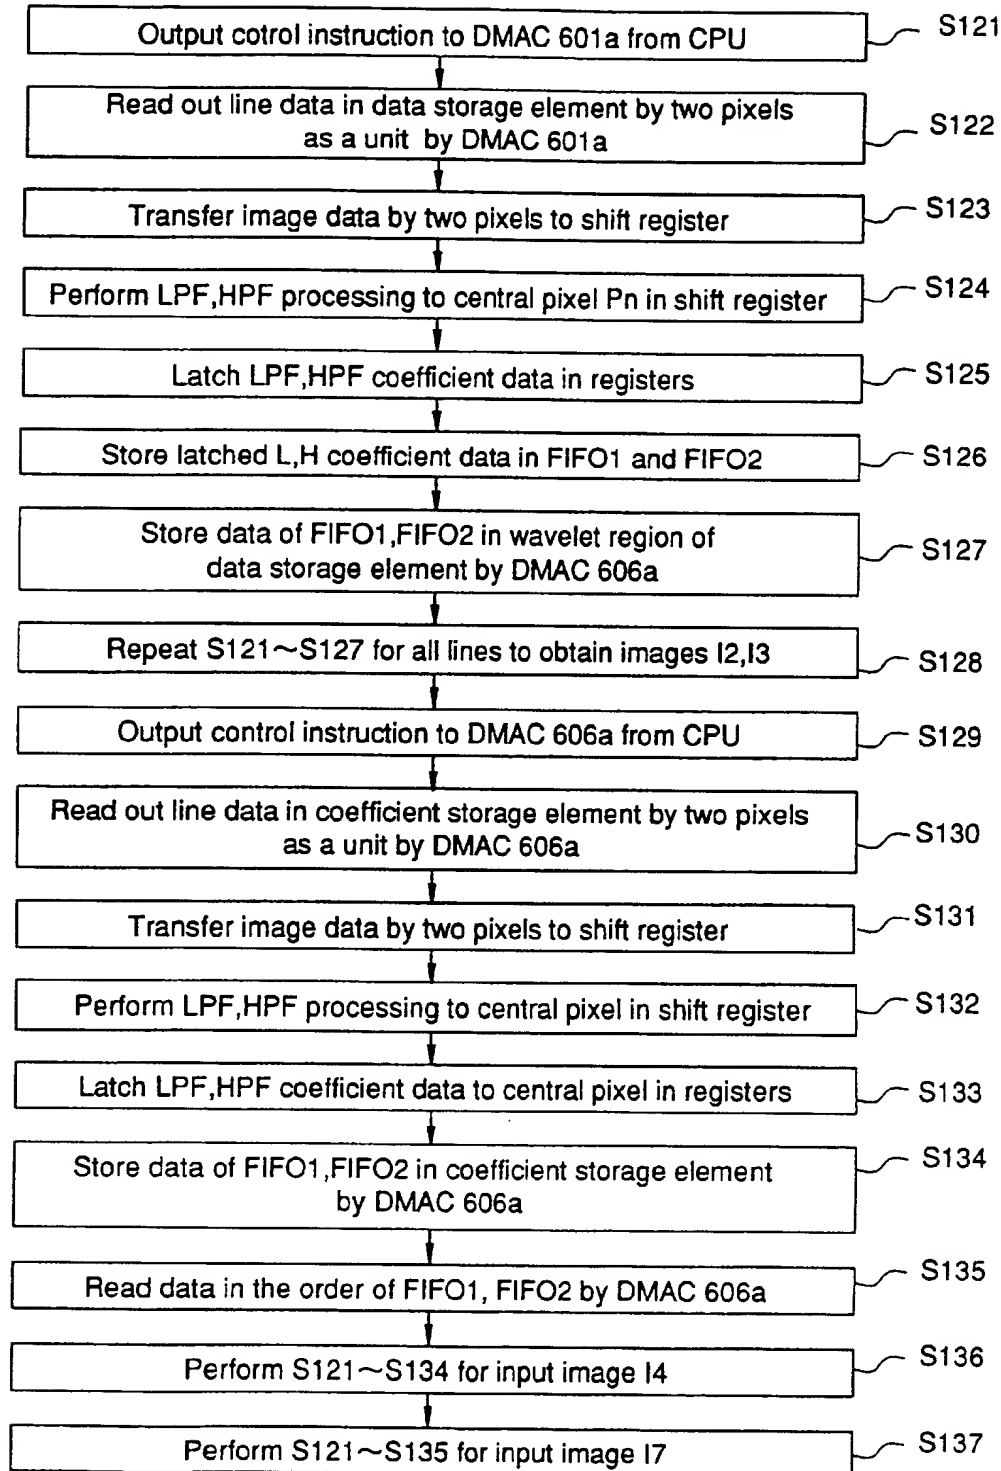 Output cotrol instruction to DMAC 601a from CPU
S121
Read out line data in data storage element by two pixels
as a unit by DMAC 601a
S122
Transfer image data by two pixels to shift register
S123
Perform LPF,HPF processing to central pixel Pn in shift register
S124
Latch LPF,HPF coefficient data in registers
S125
Store latched L,H coefficient data in FIFO1 and FIFO2
S126
Store data of FIFO1,FIFO2 in wavelet region of
data storage element by DMAC 606a
S127
Repeat S121~S127 for all lines to obtain images I2,I3
S128
Output control instruction to DMAC 606a from CPU
S129
Read out line data in coefficient storage element by two pixels
as a unit by DMAC 606a
S130
Transfer image data by two pixels to shift register
S131
Perform LPF,HPF processing to central pixel in shift register
S132
Latch LPF,HPF coefficient data to central pixel in registers
S133
Store data of FIFO1,FIFO2 in coefficient storage element
by DMAC 606a
S134
Read data in the order of FIFO1, FIFO2 by DMAC 606a
S135
Perform S121~S134 for input image I4
S136
Perform S121~S135 for input image I7
S137